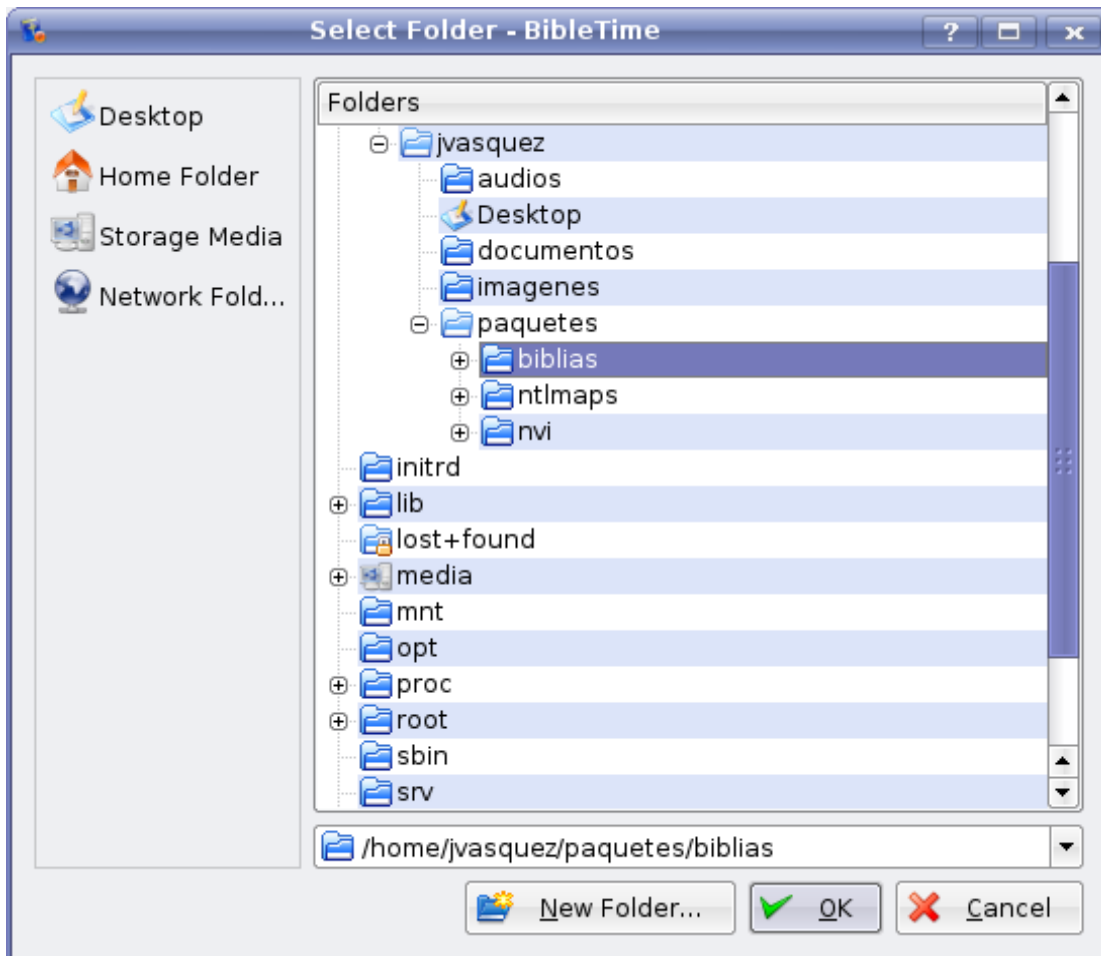 Select Folder - BibleTime
?
Desktop
Home Folder
Storage Media
Network Fold...
Folders
jvasquez
audios
Desktop
documentos
imagenes
paquetes
biblias
ntlmaps
nvi
initrd
lib
lost+found
media
mnt
opt
proc
root
sbin
srv
/home/jvasquez/paquetes/biblias
New Folder... OK Cancel